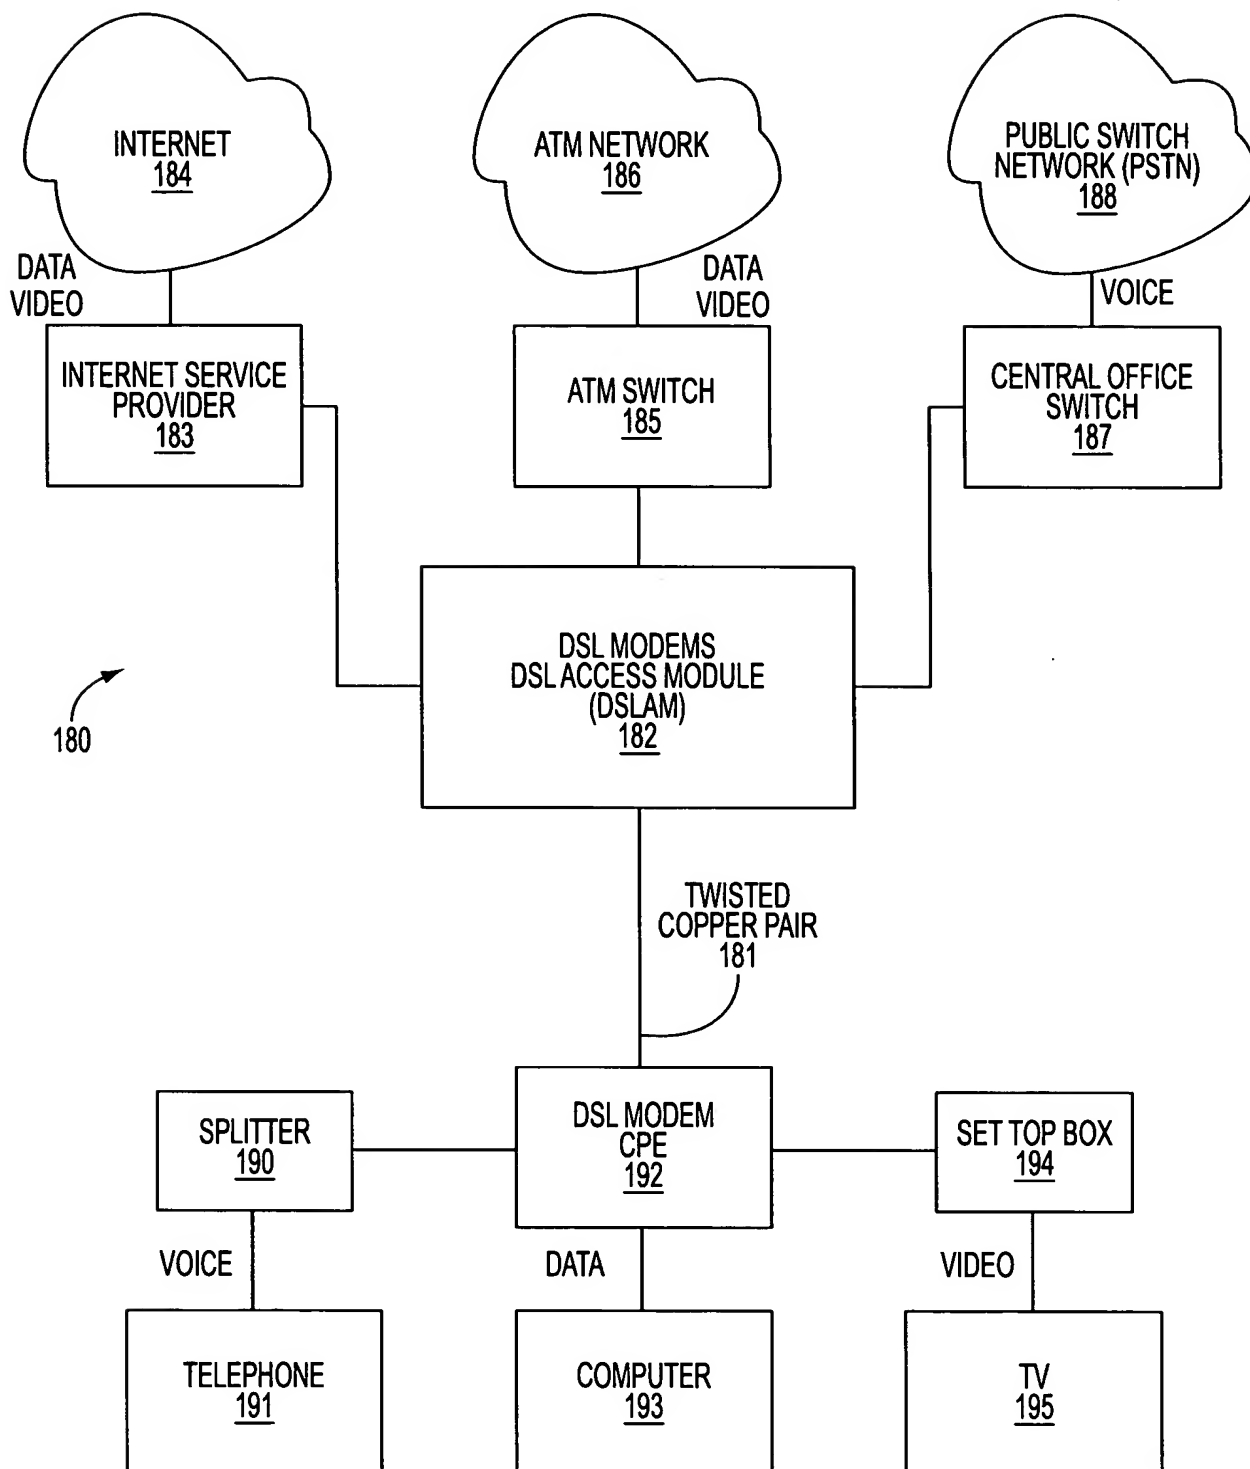 INTERNET
184
ATM NETWORK
186
PUBLIC SWITCH
NETWORK (PSTN)
188
DATA
VIDEO
DATA
VIDEO
VOICE
INTERNET SERVICE
PROVIDER
183
ATM SWITCH
185
CENTRAL OFFICE
SWITCH
187
DSL MODEMS
DSL ACCESS MODULE
(DSLAM)
182
180
TWISTED
COPPER PAIR
181
SPLITTER
190
DSL MODEM
CPE
192
SET TOP BOX
194
VOICE
DATA
VIDEO
TELEPHONE
191
COMPUTER
193
TV
195